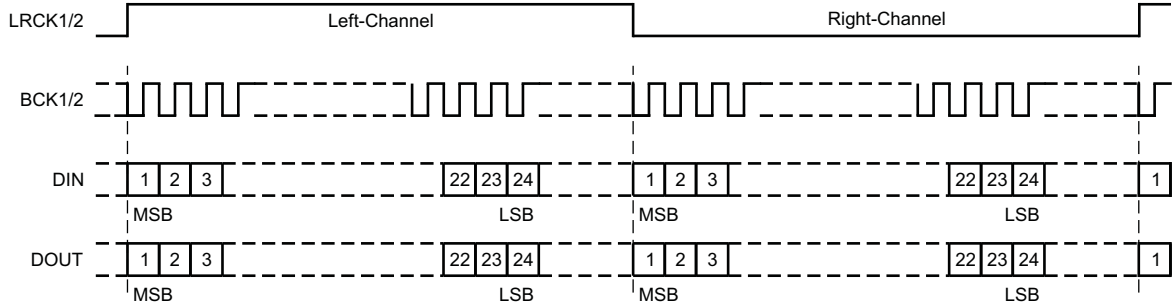 LRCK1/2 Left-Channel Right-Channel
BCK1/2
DIN 1 2 3 22 23 24 1 2 3 22 23 24 1
MSB LSB MSB LSB
DOUT 1 2 3 22 23 24 1 2 3 22 23 24 1
MSB LSB MSB LSB